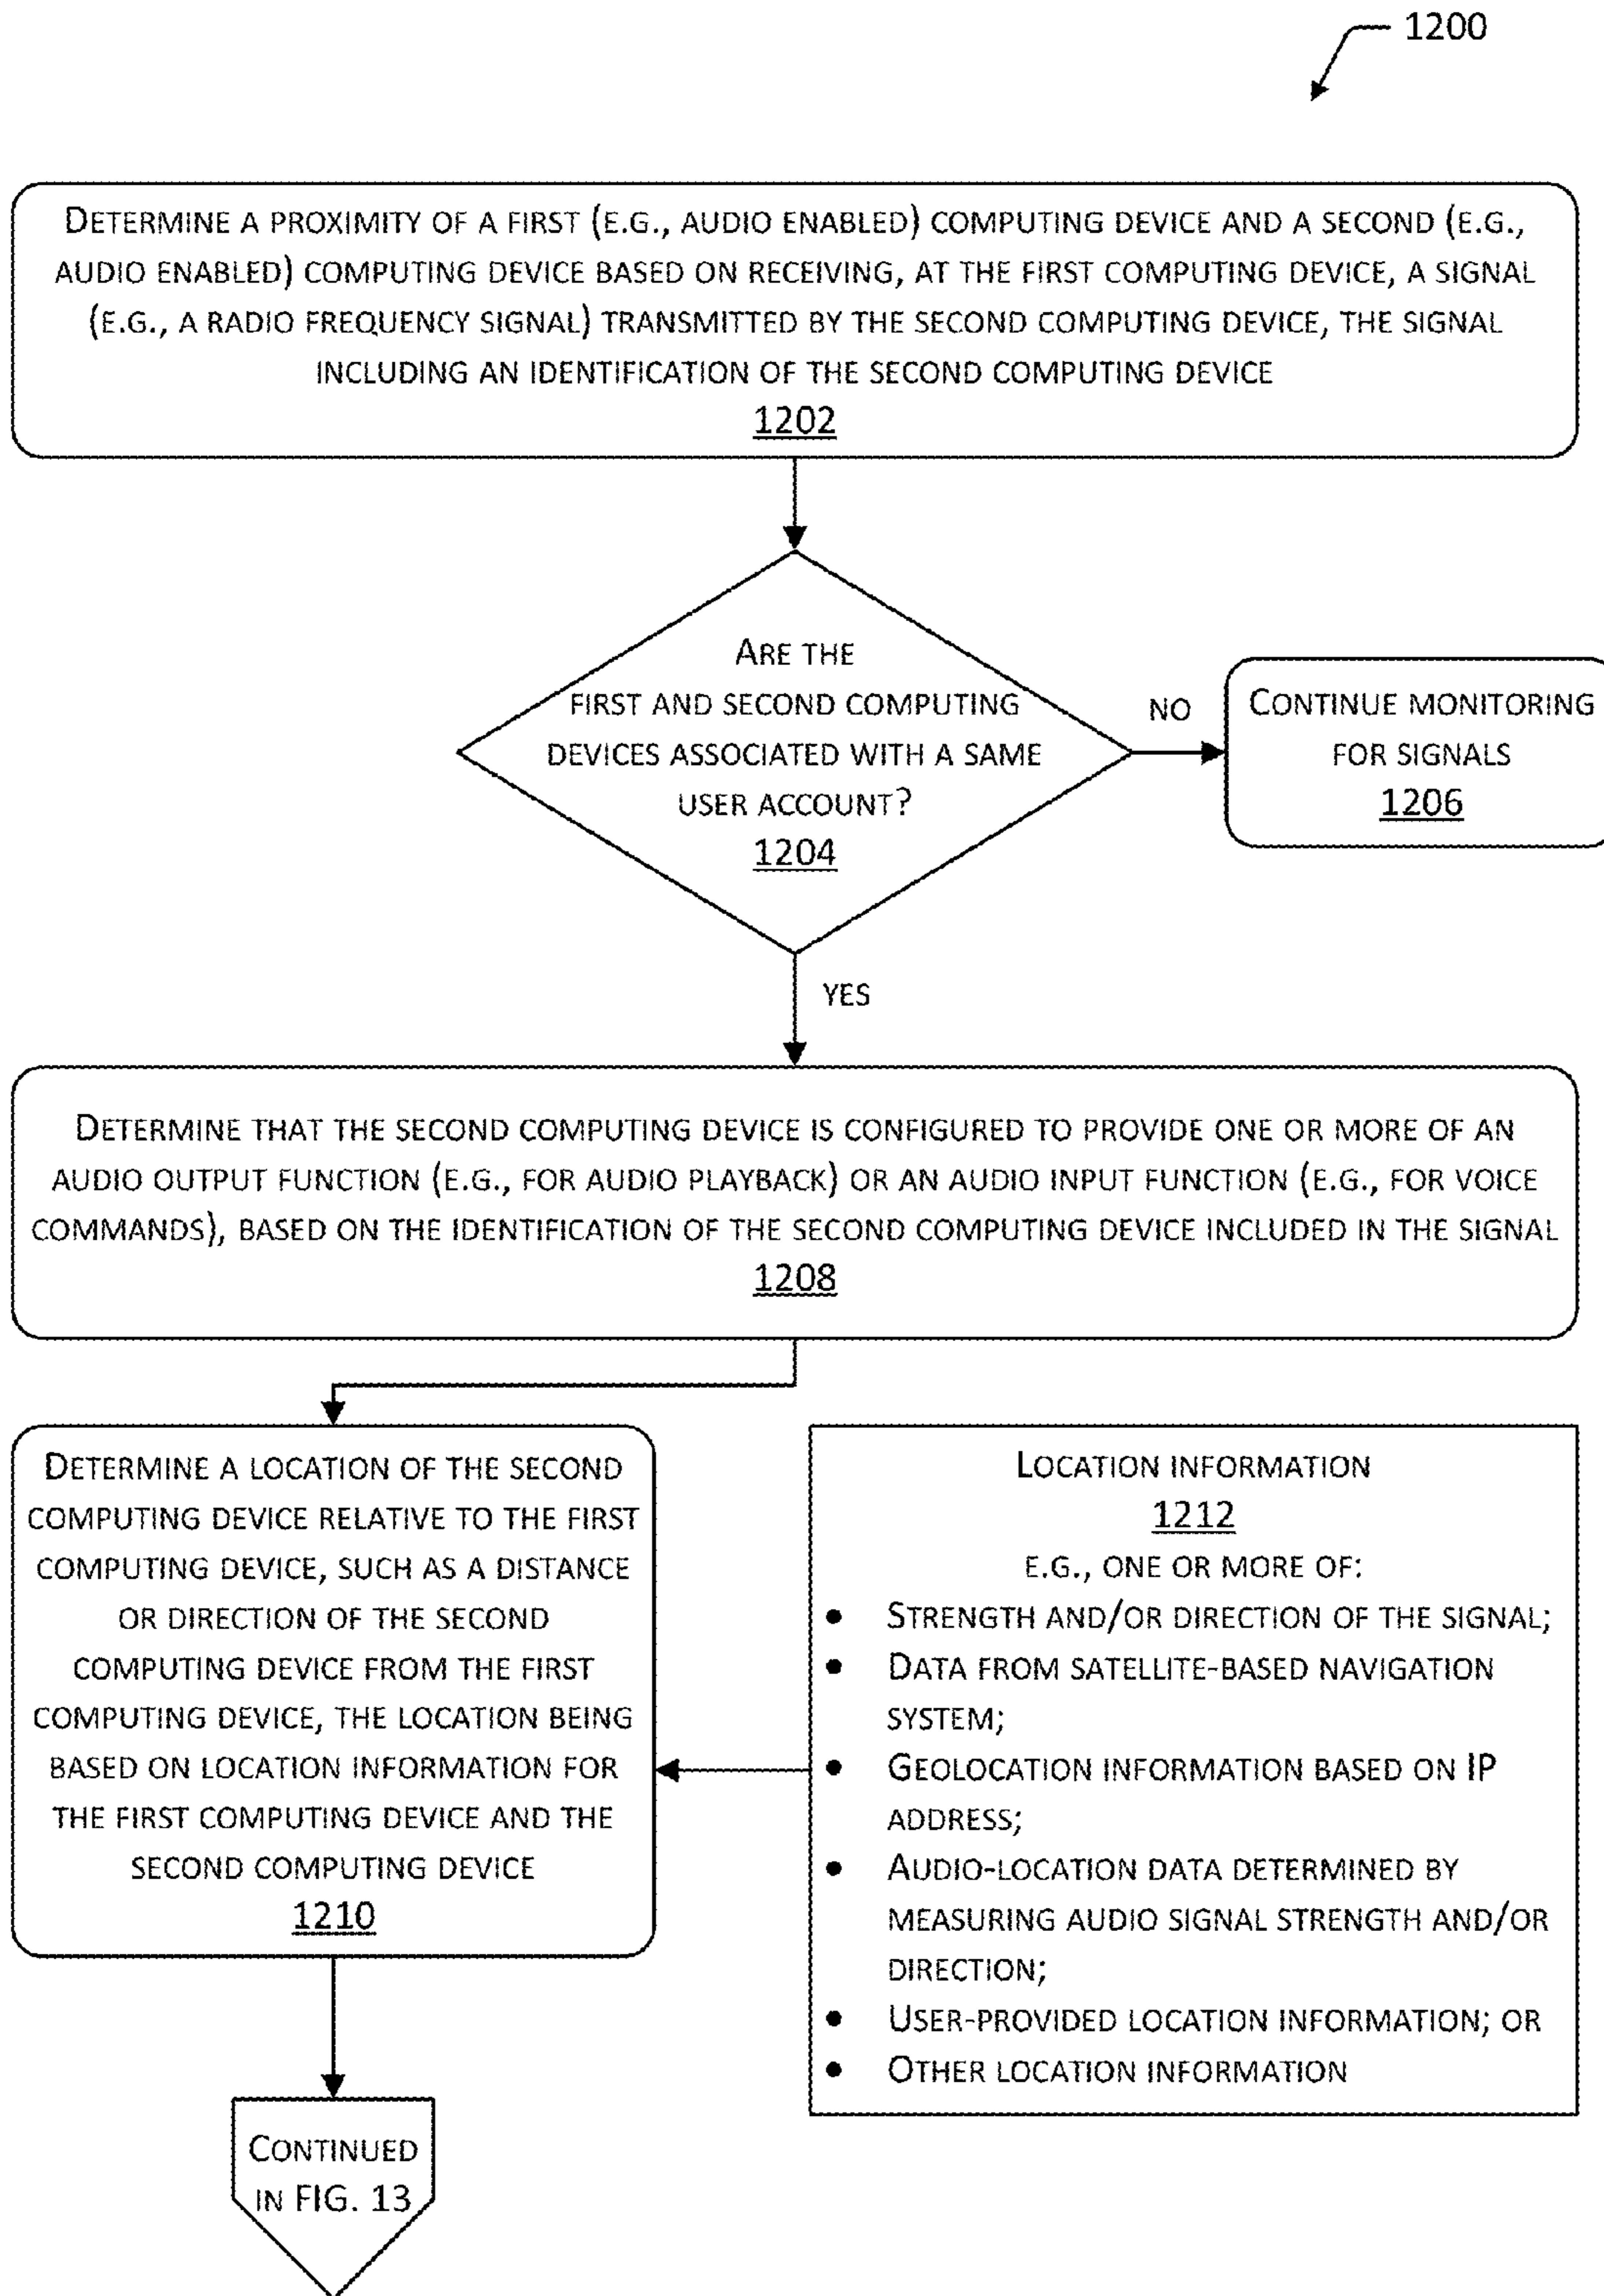 1200
DETERMINE A PROXIMITY OF A FIRST (E.G., AUDIO ENABLED) COMPUTING DEVICE AND A SECOND (E.G.,
AUDIO ENABLED) COMPUTING DEVICE BASED ON RECEIVING, AT THE FIRST COMPUTING DEVICE, A SIGNAL
(E.G., A RADIO FREQUENCY SIGNAL) TRANSMITTED BY THE SECOND COMPUTING DEVICE, THE SIGNAL
INCLUDING AN IDENTIFICATION OF THE SECOND COMPUTING DEVICE
1202
ARE THE
FIRST AND SECOND COMPUTING
DEVICES ASSOCIATED WITH A SAME
USER ACCOUNT?
1204
NO
CONTINUE MONITORING
FOR SIGNALS
1206
YES
DETERMINE THAT THE SECOND COMPUTING DEVICE IS CONFIGURED TO PROVIDE ONE OR MORE OF AN
AUDIO OUTPUT FUNCTION (E.G., FOR AUDIO PLAYBACK) OR AN AUDIO INPUT FUNCTION (E.G., FOR VOICE
COMMANDS), BASED ON THE IDENTIFICATION OF THE SECOND COMPUTING DEVICE INCLUDED IN THE SIGNAL
1208
DETERMINE A LOCATION OF THE SECOND
COMPUTING DEVICE RELATIVE TO THE FIRST
COMPUTING DEVICE, SUCH AS A DISTANCE
OR DIRECTION OF THE SECOND
COMPUTING DEVICE FROM THE FIRST
COMPUTING DEVICE, THE LOCATION BEING
BASED ON LOCATION INFORMATION FOR
THE FIRST COMPUTING DEVICE AND THE
SECOND COMPUTING DEVICE
1210
LOCATION INFORMATION
1212
E.G., ONE OR MORE OF:
• STRENGTH AND/OR DIRECTION OF THE SIGNAL;
• DATA FROM SATELLITE-BASED NAVIGATION
SYSTEM;
• GEOLOCATION INFORMATION BASED ON IP
ADDRESS;
• AUDIO-LOCATION DATA DETERMINED BY
MEASURING AUDIO SIGNAL STRENGTH AND/OR
DIRECTION;
• USER-PROVIDED LOCATION INFORMATION; OR
• OTHER LOCATION INFORMATION
CONTINUED
IN FIG. 13